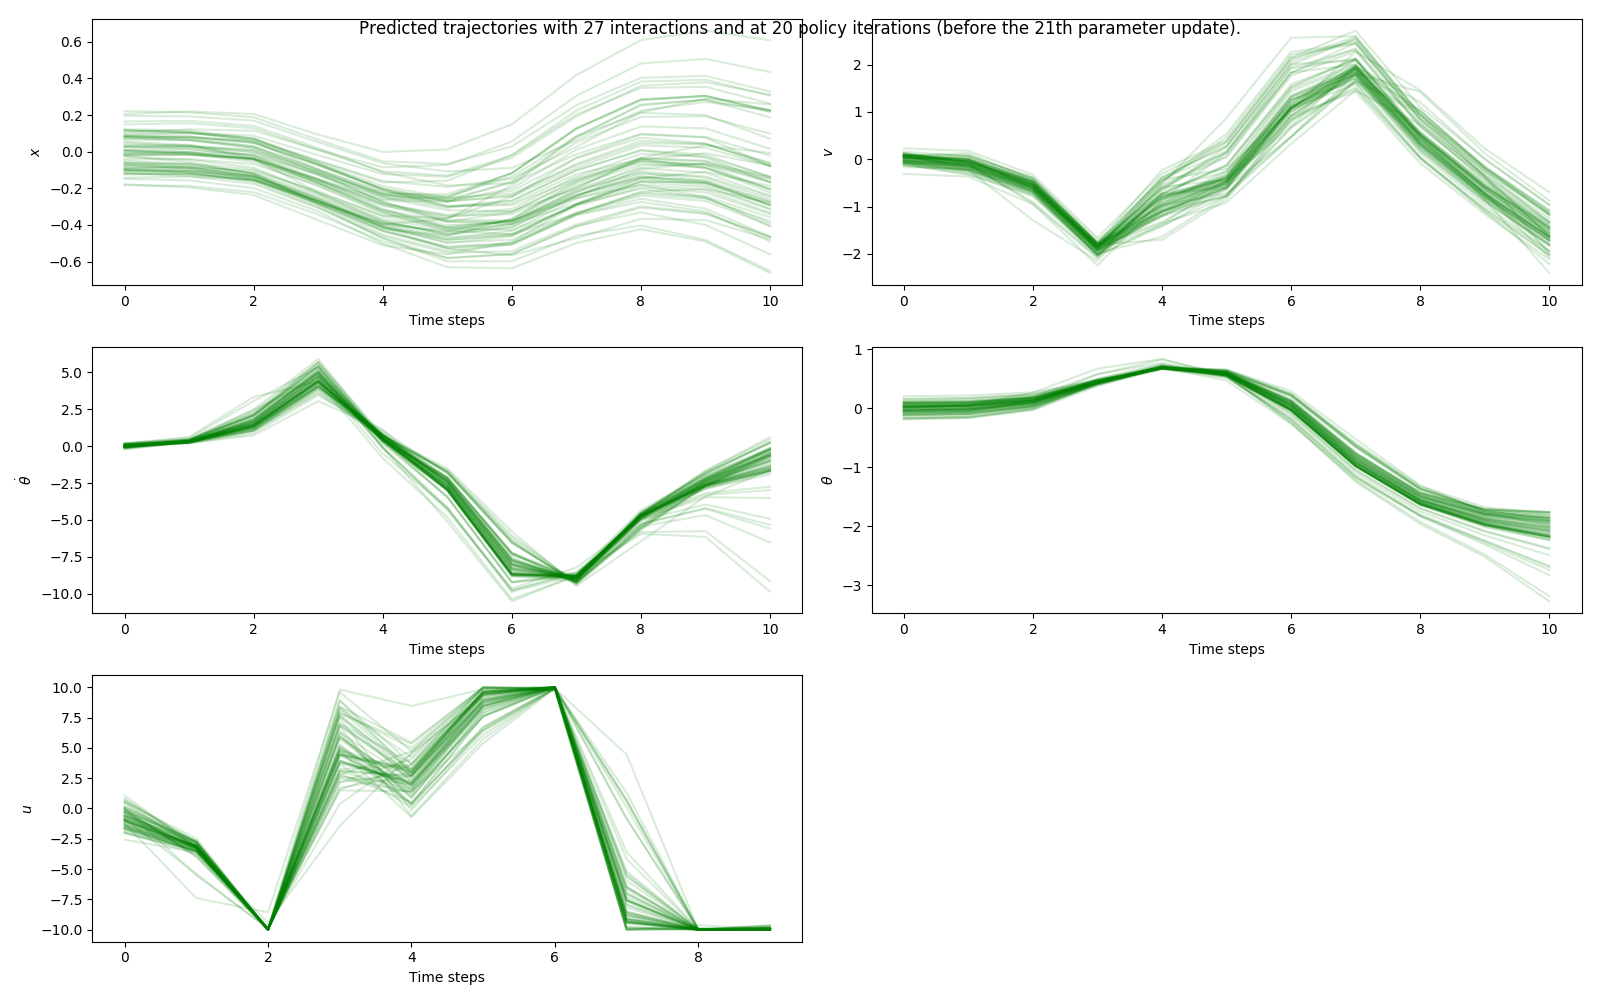 Predicted trajectories with 27 interactions and at 20 policy iterations (before the 21th parameter update).
0.6
0.4
0.2
0.0
−0.2
−0.4
−0.6
x
0 2 4 6 8 10
Time steps
2
1
0
−1
−2
v
0 2 4 6 8 10
Time steps
5.0
2.5
0.0
−2.5
−5.0
−7.5
−10.0
θ̇
0 2 4 6 8 10
Time steps
1
0
−1
−2
−3
θ
0 2 4 6 8 10
Time steps
10.0
7.5
5.0
2.5
0.0
−2.5
−5.0
−7.5
−10.0
u
0 2 4 6 8
Time steps